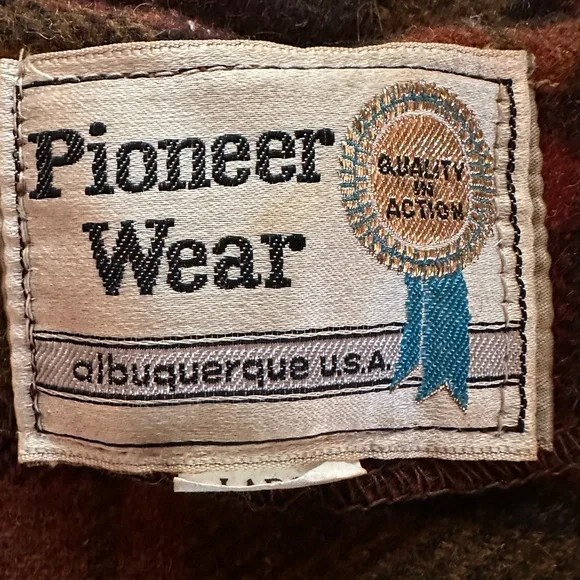 Pioneer
Wear
QUALITY
IN
ACTION
albuquerque U.S.A.